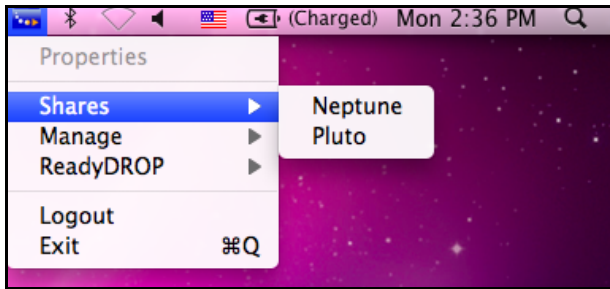 (Charged) Mon 2:36 PM
Properties
Shares
Neptune
Manage
Pluto
ReadyDROP
Logout
Exit ⌘Q